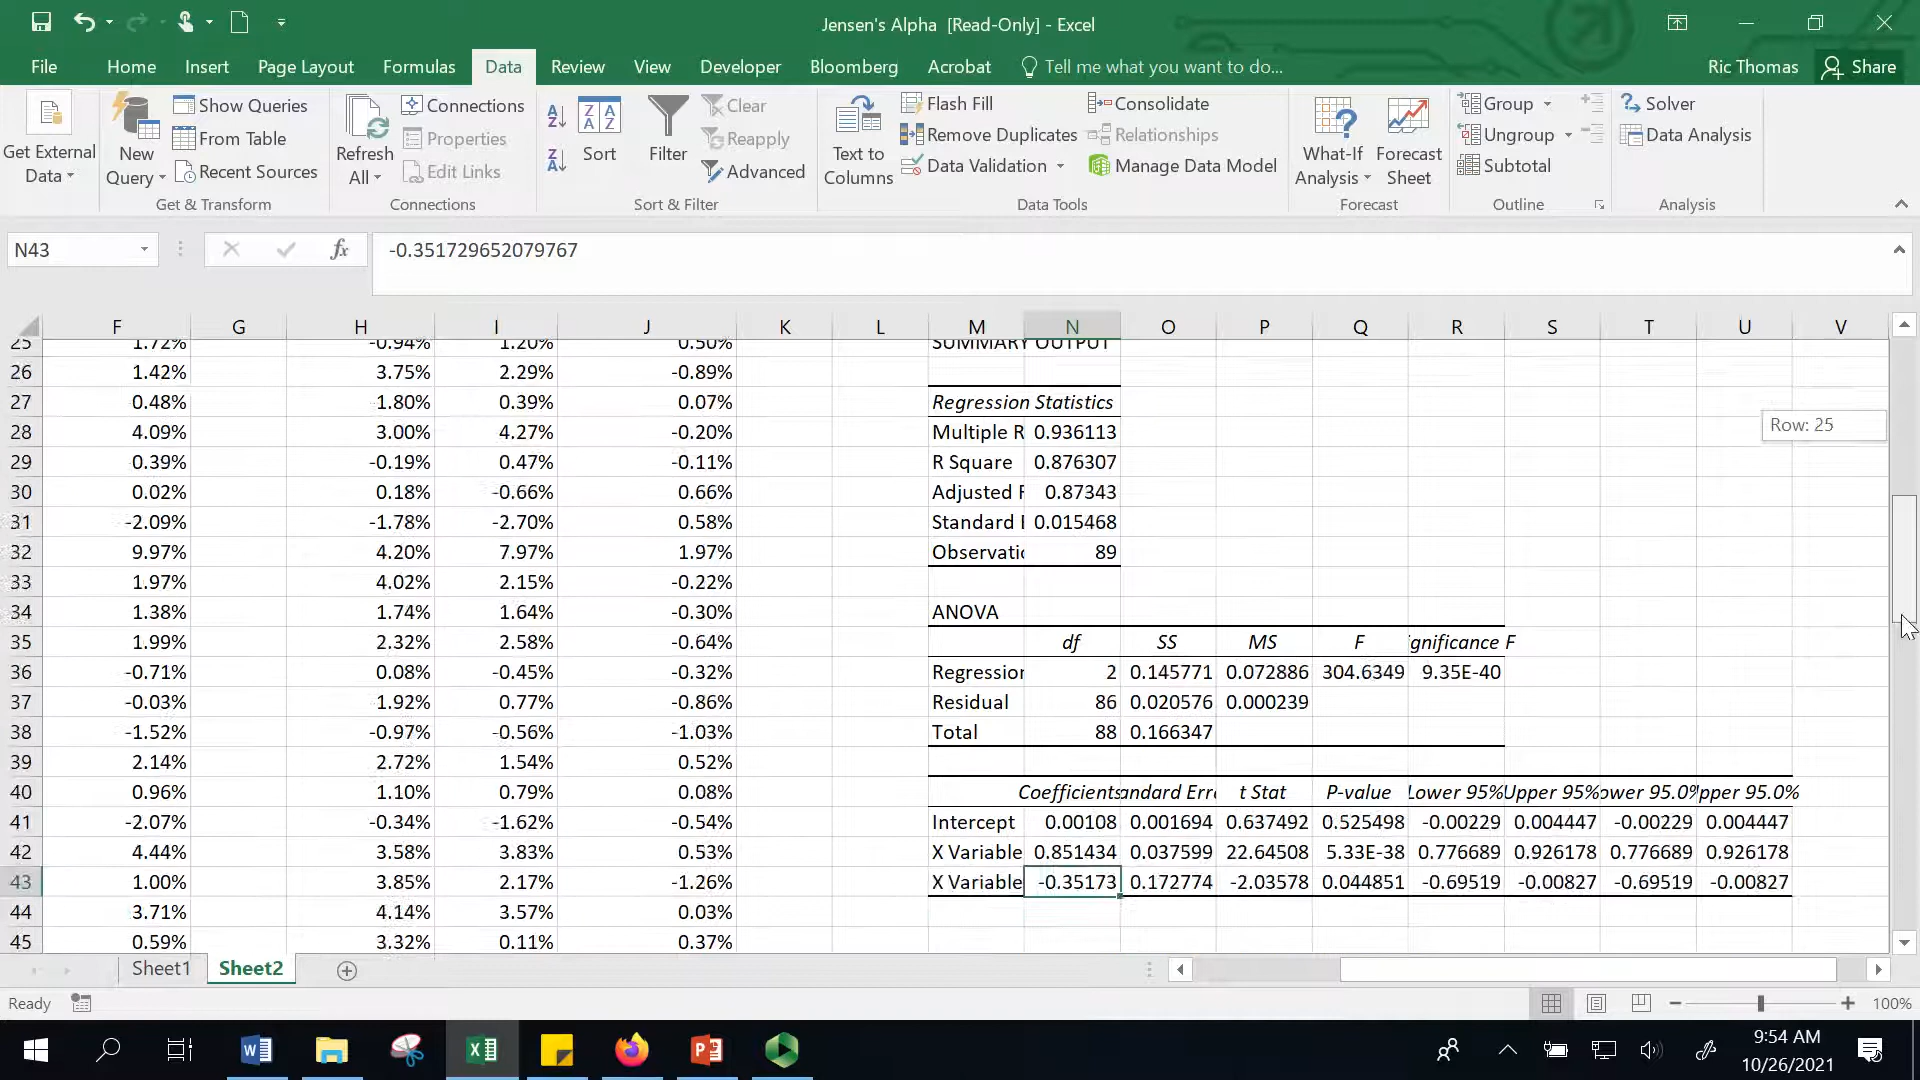 Jensen's Alpha [Read-Only] - Excel
File Home Insert Page Layout Formulas Data Review View Developer Bloomberg Acrobat Tell me what you want to do... Ric Thomas Share
Get External Data
New Query
Show Queries
From Table
Recent Sources
Get & Transform
Refresh All
Connections
Properties
Edit Links
Connections
Sort
Filter
Clear
Reapply
Advanced
Sort & Filter
Text to Columns
Flash Fill
Remove Duplicates
Data Validation
Consolidate
Relationships
Manage Data Model
Data Tools
What-If Analysis
Forecast Sheet
Forecast
Group
Ungroup
Subtotal
Outline
Solver
Data Analysis
Analysis
N43 fx -0.351729652079767
F G H I J K L M N O P Q R S T U V
25 1.72% -0.94% 1.20% 0.50% SUMMARY OUTPUT
26 1.42% 3.75% 2.29% -0.89%
27 0.48% -1.80% 0.39% 0.07% Regression Statistics
28 4.09% 3.00% 4.27% -0.20% Multiple R 0.936113
29 0.39% -0.19% 0.47% -0.11% R Square 0.876307
30 0.02% 0.18% -0.66% 0.66% Adjusted F 0.87343
31 -2.09% -1.78% -2.70% 0.58% Standard E 0.015468
32 9.97% 4.20% 7.97% 1.97% Observatio 89
33 1.97% 4.02% 2.15% -0.22%
34 1.38% 1.74% 1.64% -0.30% ANOVA
35 1.99% 2.32% 2.58% -0.64% df SS MS F gnificance F
36 -0.71% 0.08% -0.45% -0.32% Regression 2 0.145771 0.072886 304.6349 9.35E-40
37 -0.03% 1.92% 0.77% -0.86% Residual 86 0.020576 0.000239
38 -1.52% -0.97% -0.56% -1.03% Total 88 0.166347
39 2.14% 2.72% 1.54% 0.52%
40 0.96% 1.10% 0.79% 0.08% Coefficients andard Erro t Stat P-value Lower 95% Upper 95% ower 95.0% pper 95.0%
41 -2.07% -0.34% -1.62% -0.54% Intercept 0.00108 0.001694 0.637492 0.525498 -0.00229 0.004447 -0.00229 0.004447
42 4.44% 3.58% 3.83% 0.53% X Variable 0.851434 0.037599 22.64508 5.33E-38 0.776689 0.926178 0.776689 0.926178
43 1.00% 3.85% 2.17% -1.26% X Variable -0.35173 0.172774 -2.03578 0.044851 -0.69519 -0.00827 -0.69519 -0.00827
44 3.71% 4.14% 3.57% 0.03%
45 0.59% 3.32% 0.11% 0.37%
Row: 25
Sheet1 Sheet2
Ready 100%
9:54 AM
10/26/2021